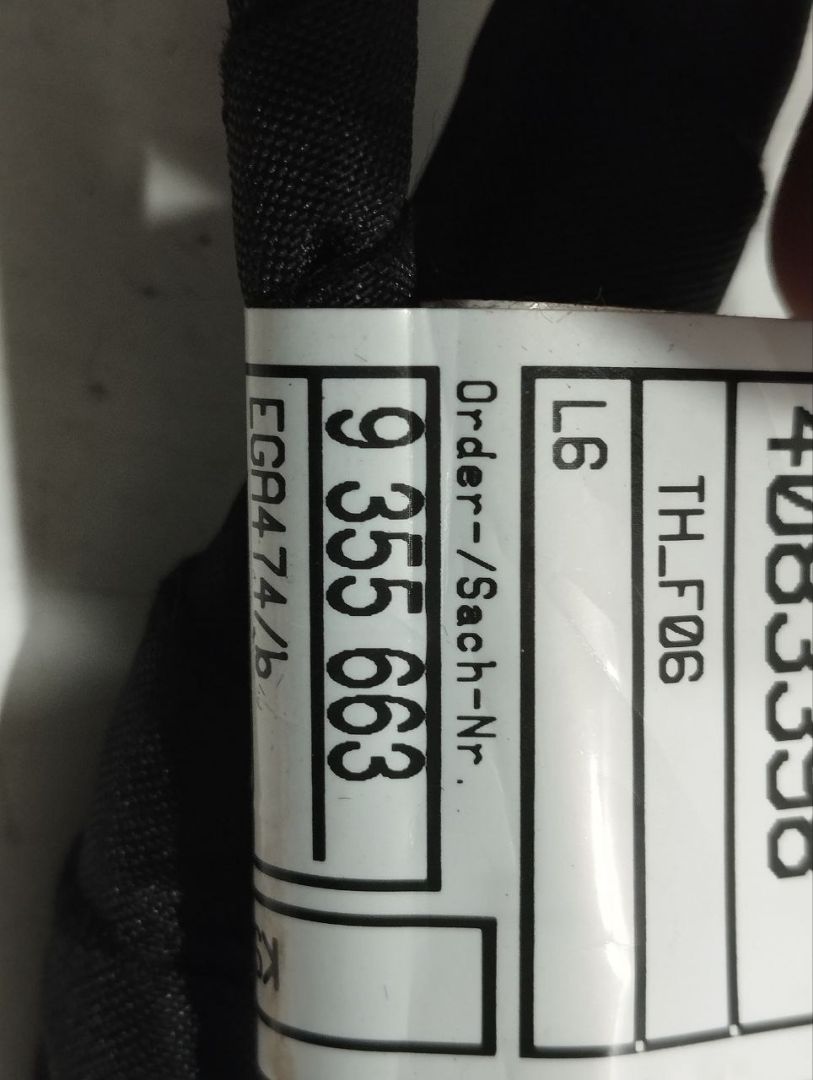 TH_F06
L6
Order-/Sach-Nr.
9 355 663
EGA474/b